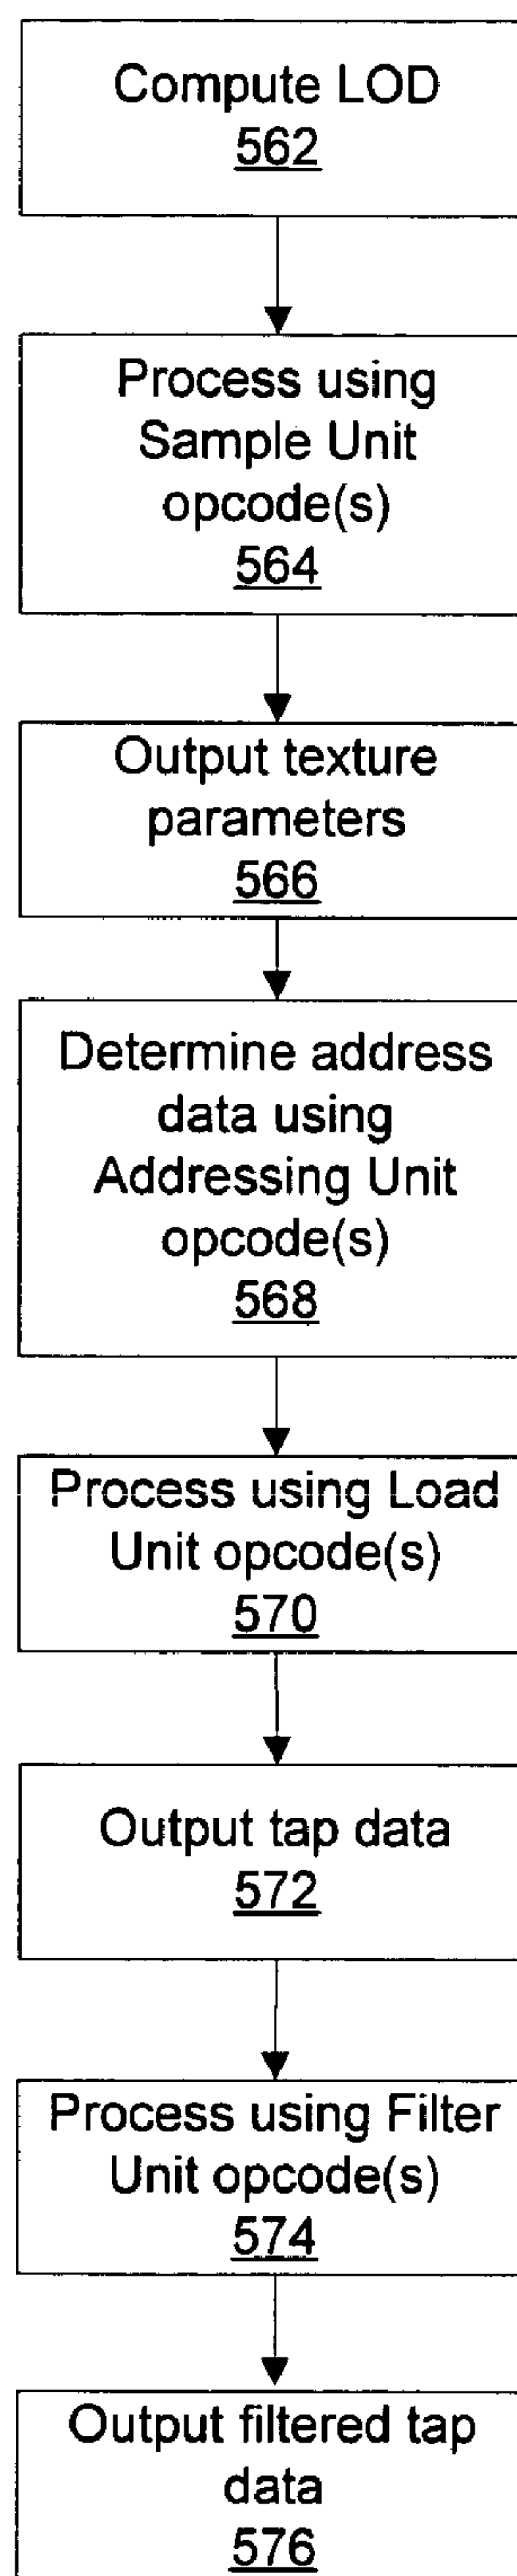 Compute LOD
562
Process using
Sample Unit
opcode(s)
564
Output texture
parameters
566
Determine address
data using
Addressing Unit
opcode(s)
568
Process using Load
Unit opcode(s)
570
Output tap data
572
Process using Filter
Unit opcode(s)
574
Output filtered tap
data
576